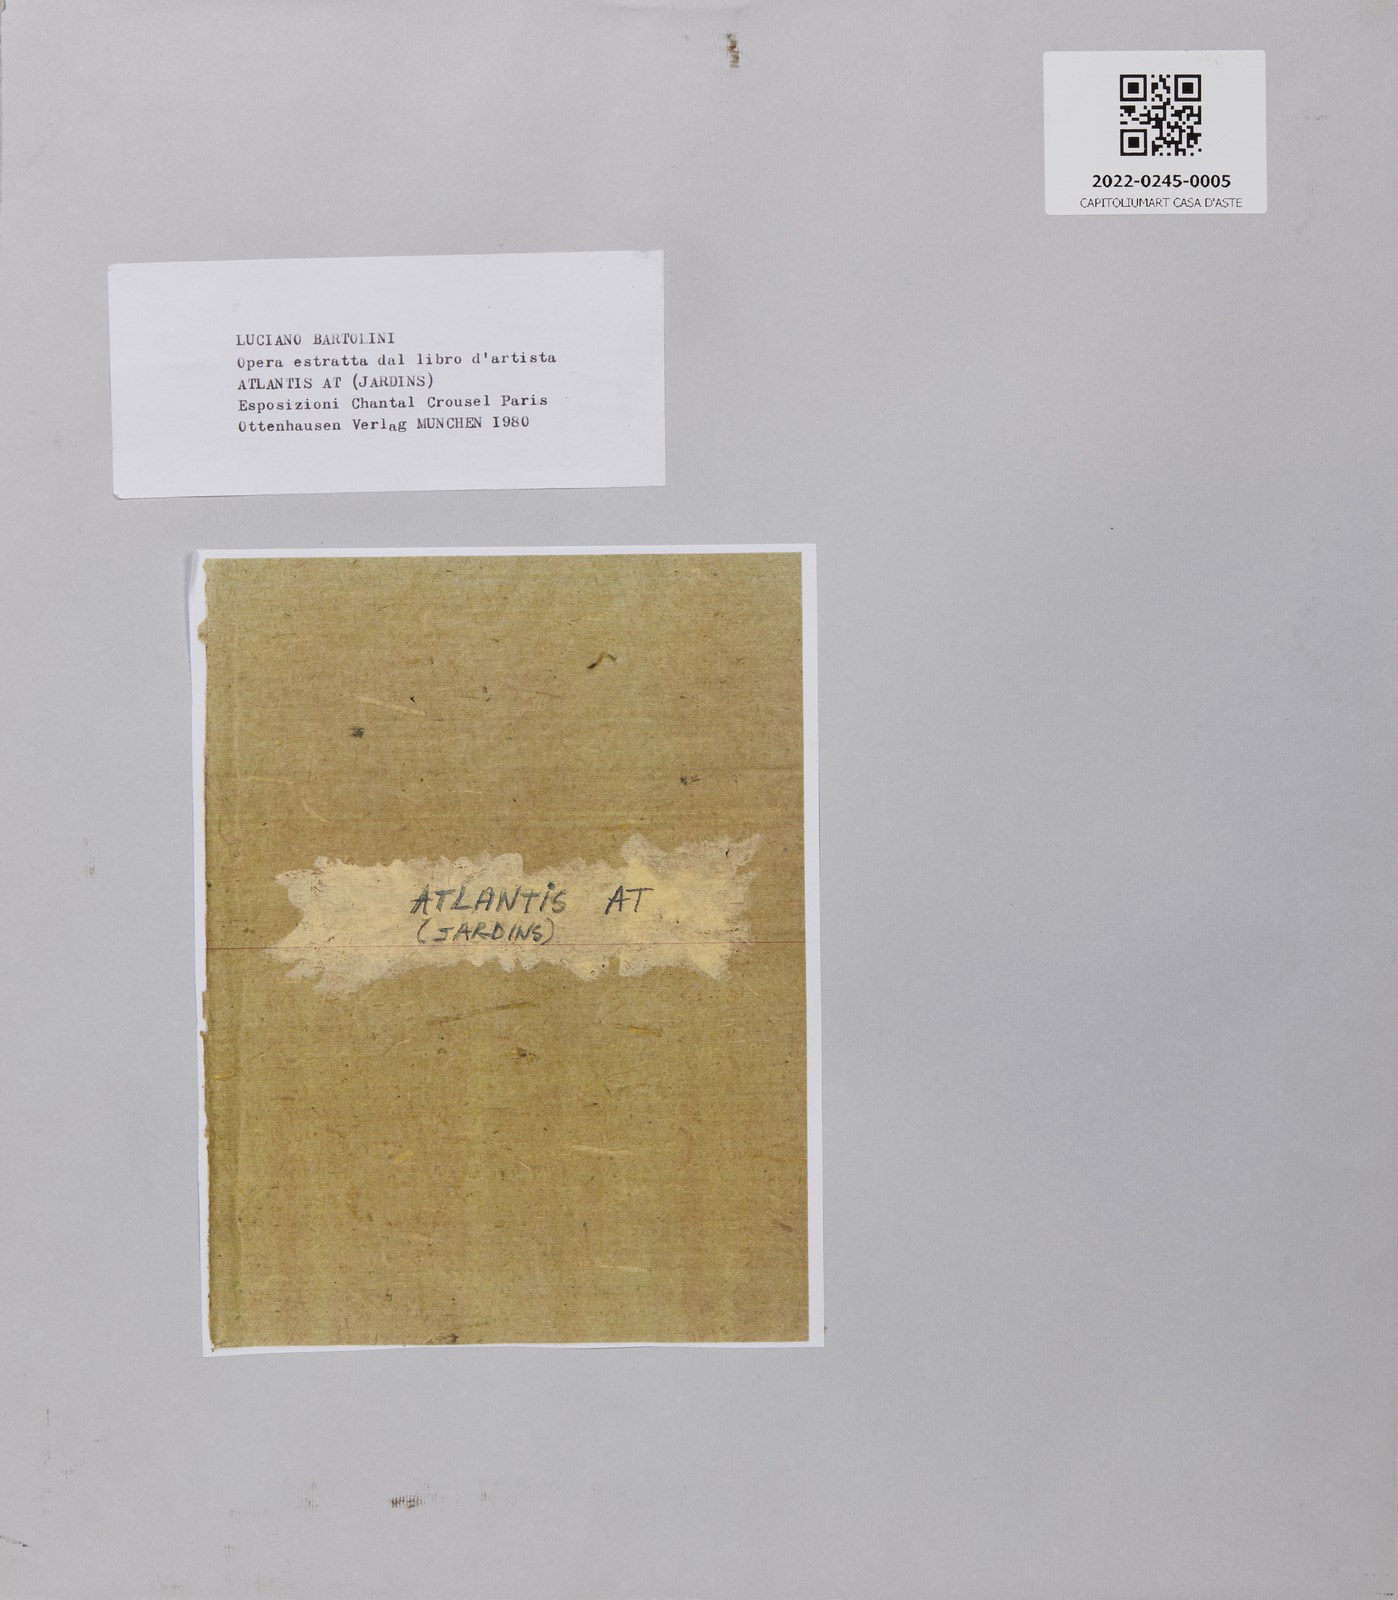 2022-0245-0005
CAPITOLIUMART CASA D'ASTE
LUCIANO BARTOLINI
Opera estratta dal libro d'artista
ATLANTIS AT (JARDINS)
Esposizioni Chantal Crousel Paris
Ottenhausen Verlag MUNCHEN I980
ATLANTiS AT
(JARDINS)